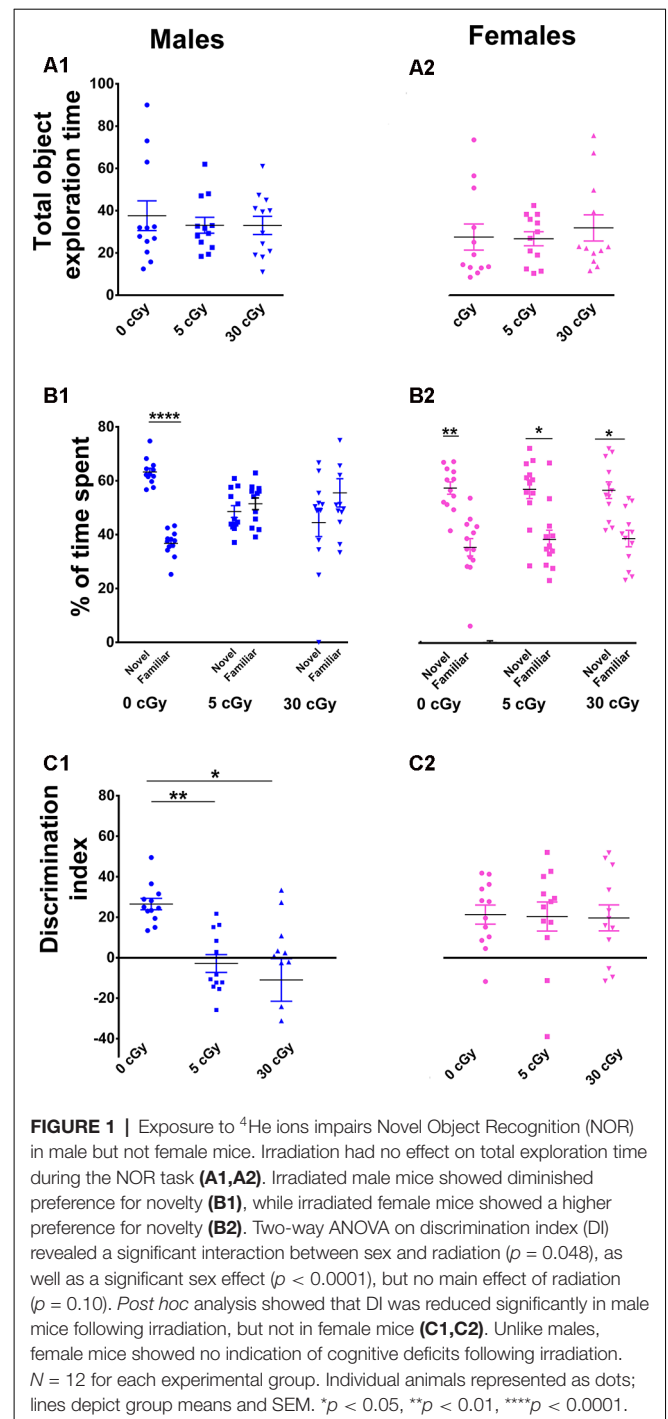 Males
Females
A1
A2
Total object
exploration time
100
80
60
40
20
0
0 cGy
5 cGy
30 cGy
cGy
5 cGy
30 cGy
B1
B2
% of time spent
80
60
40
20
0
****
**
*
*
Novel
Familiar
Novel
Familiar
Novel
Familiar
Novel
Familiar
Novel
Familiar
Novel
Familiar
0 cGy
5 cGy
30 cGy
0 cGy
5 cGy
30 cGy
C1
C2
Discrimination
index
80
60
40
20
0
-20
-40
*
**
0 cGy
5 cGy
30 cGy
0 cGy
5 cGy
30 cGy
FIGURE 1 | Exposure to ⁴He ions impairs Novel Object Recognition (NOR)
in male but not female mice. Irradiation had no effect on total exploration time
during the NOR task (A1,A2). Irradiated male mice showed diminished
preference for novelty (B1), while irradiated female mice showed a higher
preference for novelty (B2). Two-way ANOVA on discrimination index (DI)
revealed a significant interaction between sex and radiation (p = 0.048), as
well as a significant sex effect (p < 0.0001), but no main effect of radiation
(p = 0.10). Post hoc analysis showed that DI was reduced significantly in male
mice following irradiation, but not in female mice (C1,C2). Unlike males,
female mice showed no indication of cognitive deficits following irradiation.
N = 12 for each experimental group. Individual animals represented as dots;
lines depict group means and SEM. *p < 0.05, **p < 0.01, ****p < 0.0001.